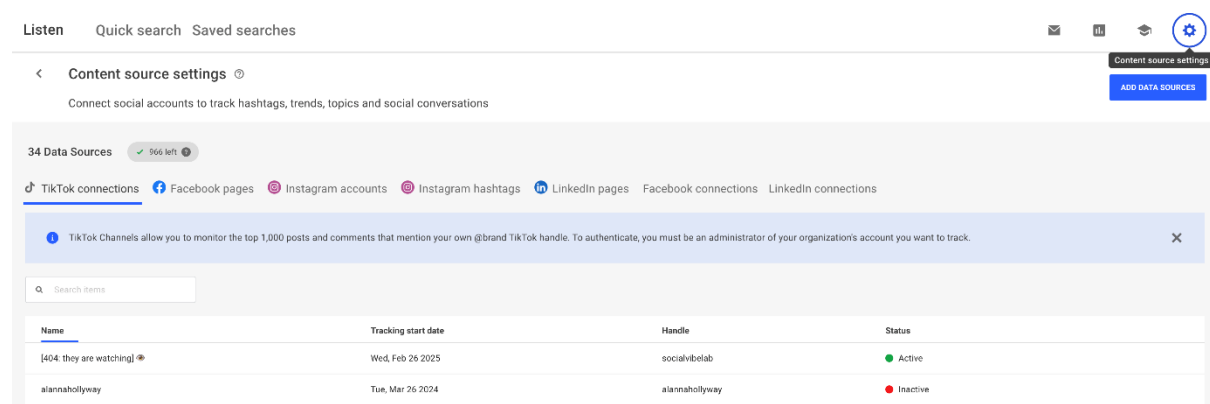 Listen Quick search Saved searches
Content source settings
Content source settings
Connect social accounts to track hashtags, trends, topics and social conversations
ADD DATA SOURCES
34 Data Sources 966 left
TikTok connections Facebook pages Instagram accounts Instagram hashtags LinkedIn pages Facebook connections LinkedIn connections
TikTok Channels allow you to monitor the top 1,000 posts and comments that mention your own @brand TikTok handle. To authenticate, you must be an administrator of your organization's account you want to track.
Search items
Name Tracking start date Handle Status
[404: they are watching] 👁️ Wed, Feb 26 2025 socialvibelab Active
alannahollyway Tue, Mar 26 2024 alannahollyway Inactive